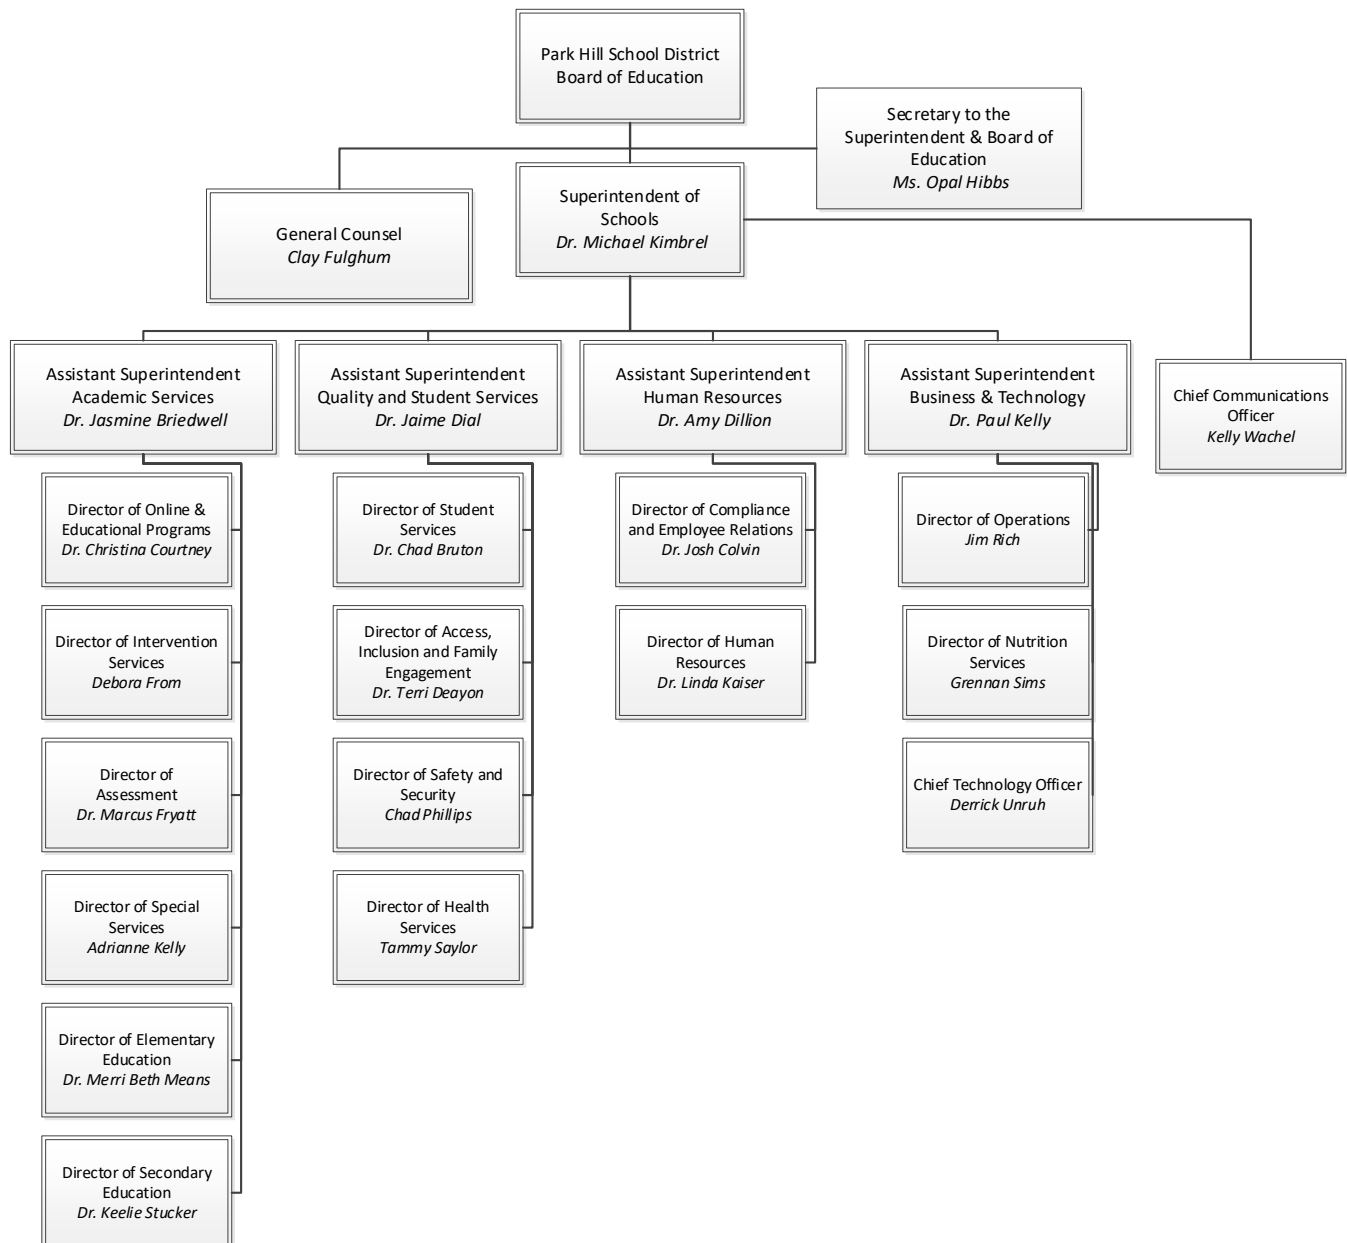 Park Hill School District
Board of Education
Secretary to the
Superintendent & Board of
Education
Ms. Opal Hibbs
General Counsel
Clay Fulghum
Superintendent of
Schools
Dr. Michael Kimbrel
Assistant Superintendent
Academic Services
Dr. Jasmine Briedwell
Assistant Superintendent
Quality and Student Services
Dr. Jaime Dial
Assistant Superintendent
Human Resources
Dr. Amy Dillion
Assistant Superintendent
Business & Technology
Dr. Paul Kelly
Chief Communications
Officer
Kelly Wachel
Director of Online &
Educational Programs
Dr. Christina Courtney
Director of Intervention
Services
Debora From
Director of
Assessment
Dr. Marcus Fryatt
Director of Special
Services
Adrianne Kelly
Director of Elementary
Education
Dr. Merri Beth Means
Director of Secondary
Education
Dr. Keelie Stucker
Director of Student
Services
Dr. Chad Bruton
Director of Access,
Inclusion and Family
Engagement
Dr. Terri Deayon
Director of Safety and
Security
Chad Phillips
Director of Health
Services
Tammy Saylor
Director of Compliance
and Employee Relations
Dr. Josh Colvin
Director of Human
Resources
Dr. Linda Kaiser
Director of Operations
Jim Rich
Director of Nutrition
Services
Grennan Sims
Chief Technology Officer
Derrick Unruh